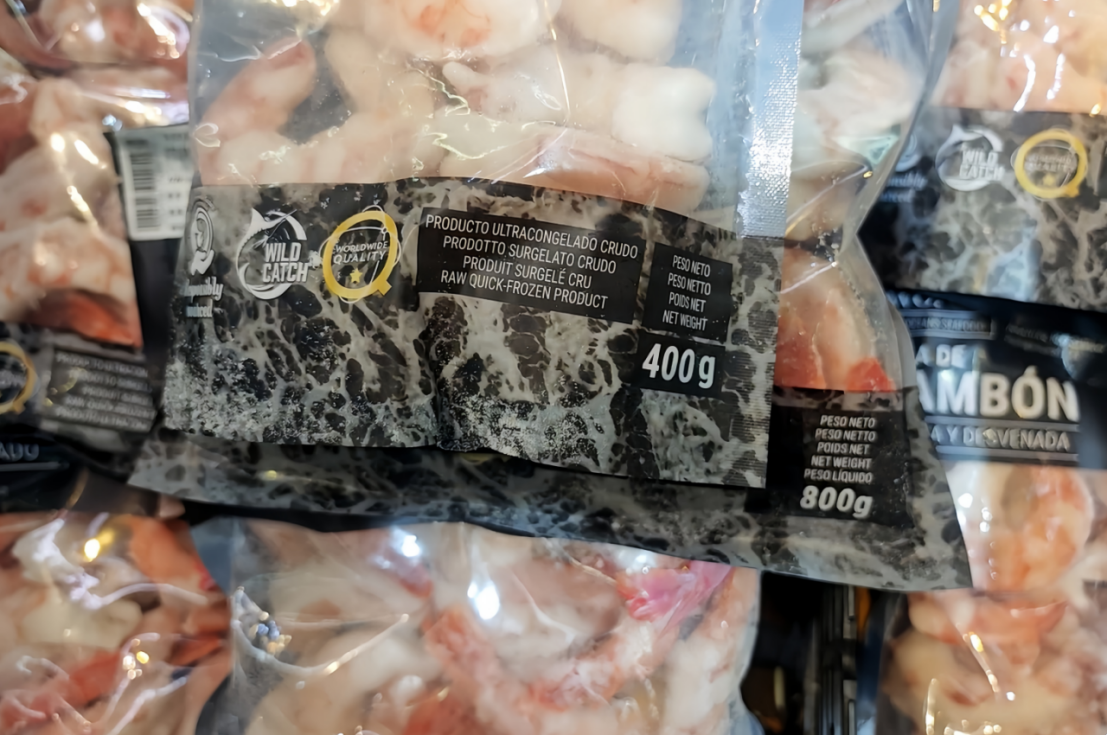 WILD
CATCH
WORLDWIDE
QUALITY
PRODUCTO ULTRACONGELADO CRUDO
PRODOTTO SURGELATO CRUDO
PRODUIT SURGELÉ CRU
RAW QUICK-FROZEN PRODUCT
PESO NETO
PESO NETTO
POIDS NET
NET WEIGHT
400g
PESO NETO
PESO NETTO
POIDS NET
NET WEIGHT
PESO LÍQUIDO
800g
WILD
CATCH
QUALITY
A DE
AMBÓN
A Y DESVENADA